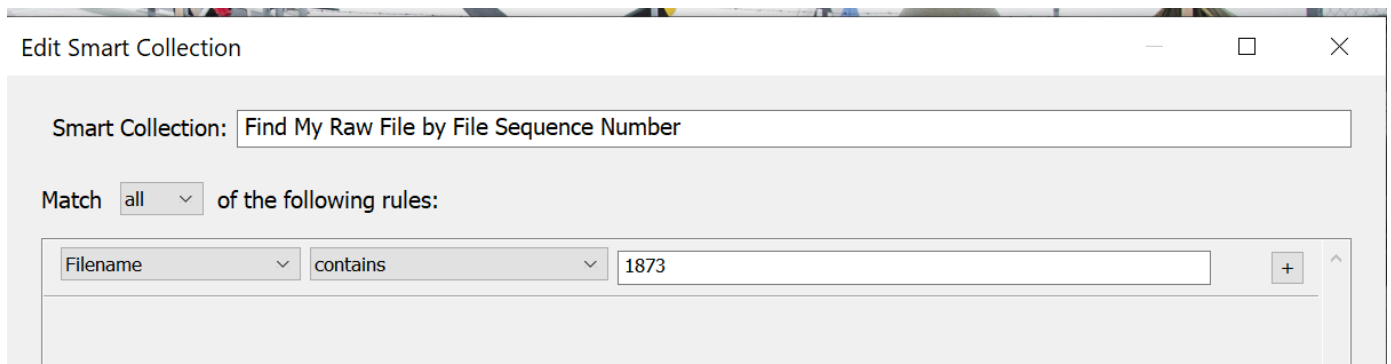 Edit Smart Collection
Smart Collection: Find My Raw File by File Sequence Number
Match all of the following rules:
Filename contains 1873 +